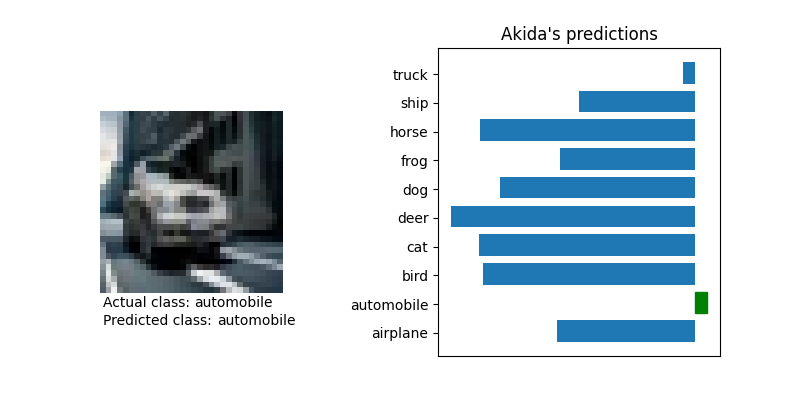 Akida's predictions
truck
ship
horse
frog
dog
deer
cat
bird
automobile
airplane
Actual class: automobile
Predicted class: automobile